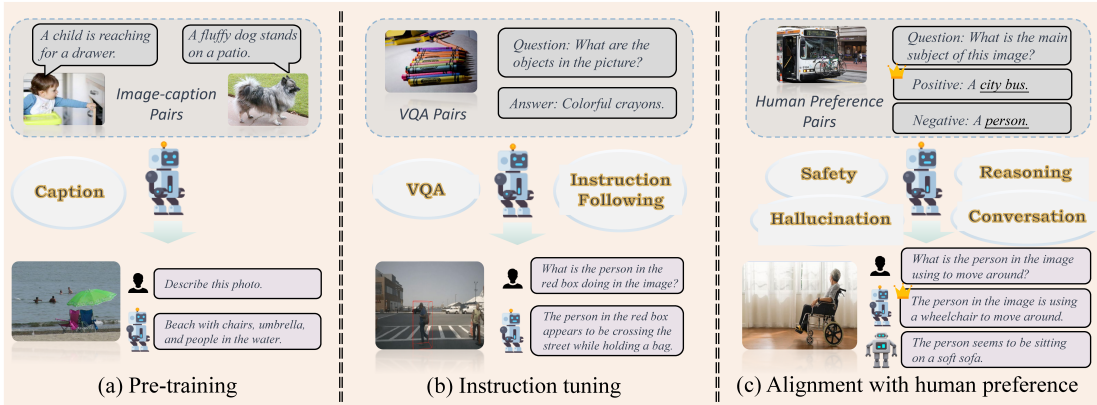 A child is reaching
for a drawer.
A fluffy dog stands
on a patio.
Image-caption
Pairs
Caption
Describe this photo.
Beach with chairs, umbrella,
and people in the water.
(a) Pre-training
Question: What are the
objects in the picture?
Answer: Colorful crayons.
VQA Pairs
VQA
Instruction
Following
What is the person in the
red box doing in the image?
The person in the red box
appears to be crossing the
street while holding a bag.
(b) Instruction tuning
Question: What is the main
subject of this image?
Positive: A city bus.
Negative: A person.
Human Preference
Pairs
Safety
Reasoning
Hallucination
Conversation
What is the person in the image
using to move around?
The person in the image is using
a wheelchair to move around.
The person seems to be sitting
on a soft sofa.
(c) Alignment with human preference